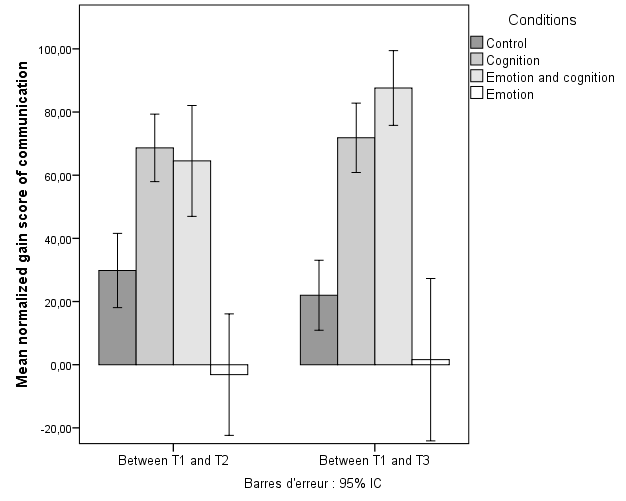 Conditions
Control
Cognition
Emotion and cognition
Emotion
Mean normalized gain score of communication
100,00
80,00
60,00
40,00
20,00
0,00
-20,00
Between T1 and T2
Between T1 and T3
Barres d'erreur : 95% IC